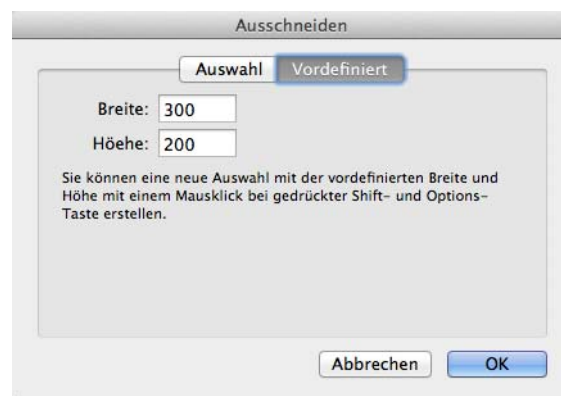 Ausschneiden
Auswahl Vordefiniert
Breite: 300
Höehe: 200
Sie können eine neue Auswahl mit der vordefinierten Breite und
Höhe mit einem Mausklick bei gedrückter Shift- und Options-
Taste erstellen.
Abbrechen OK